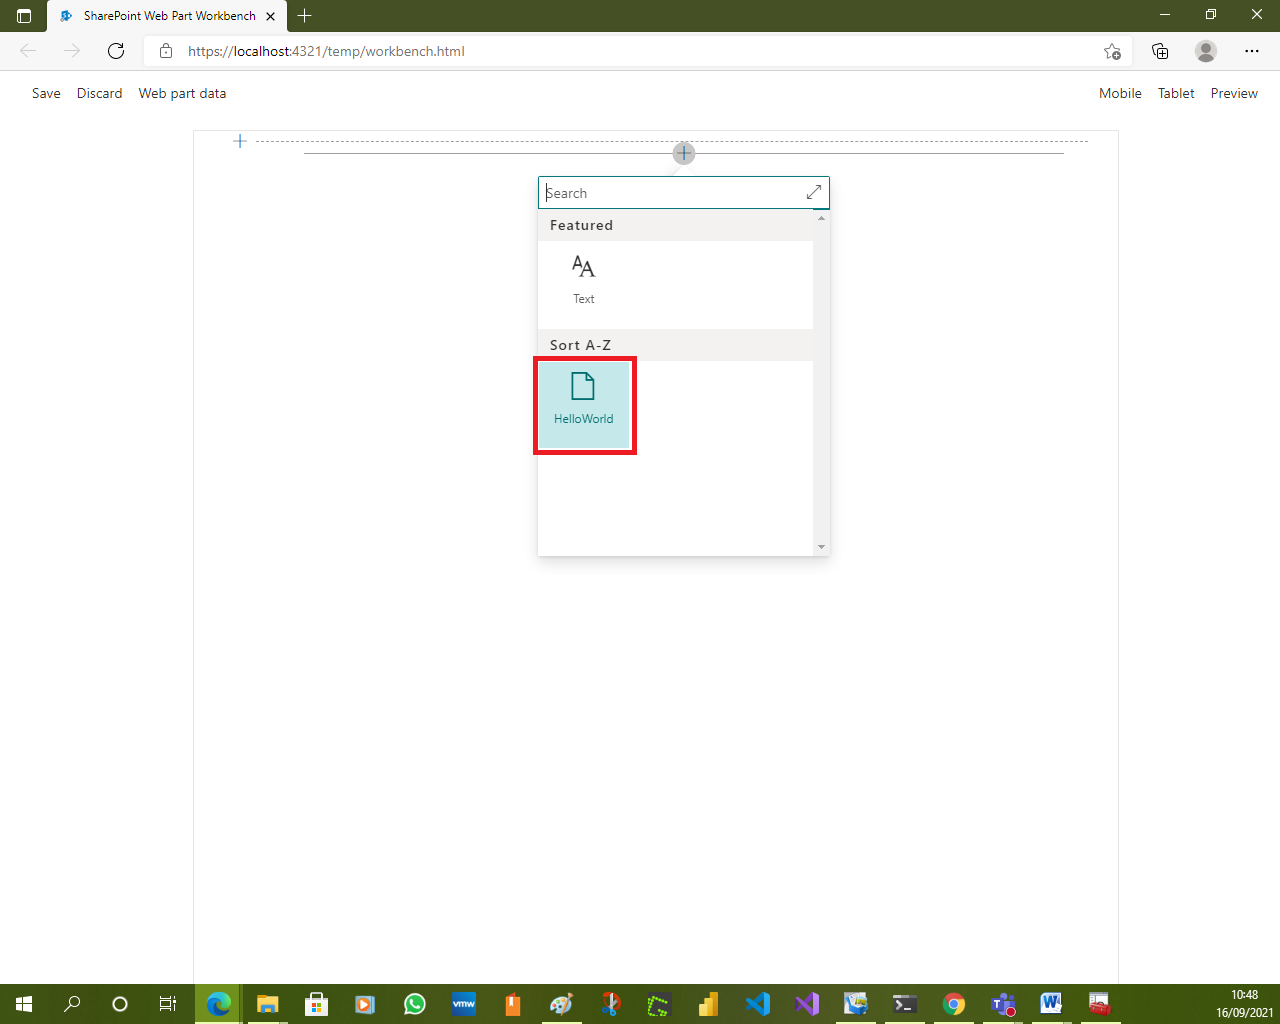 SharePoint Web Part Workbench
https://localhost:4321/temp/workbench.html
Save Discard Web part data
Mobile Tablet Preview
Search
Featured
AA
Text
Sort A-Z
HelloWorld
vmw
10:48
16/09/2021